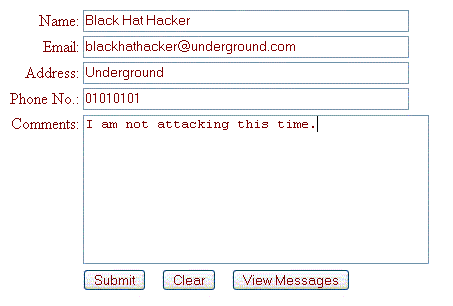 Name: Black Hat Hacker
Email: blackhathacker@underground.com
Address: Underground
Phone No.: 01010101
Comments: I am not attacking this time.
Submit Clear View Messages